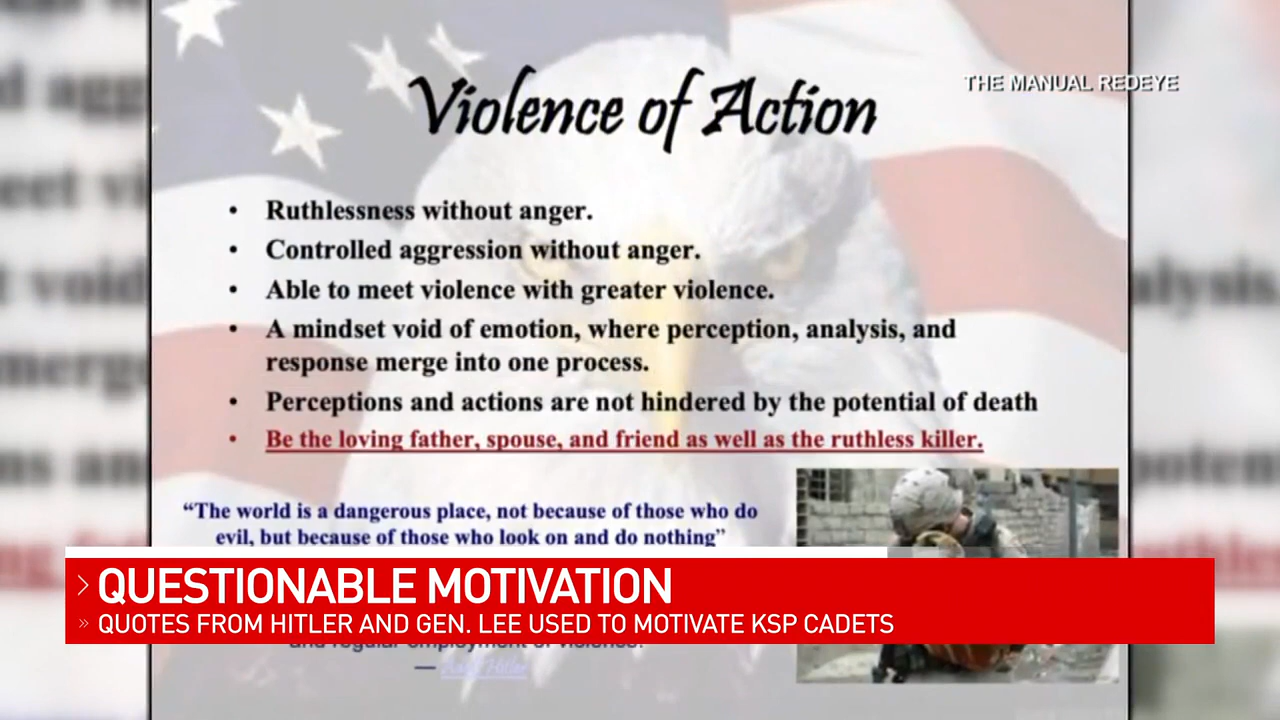 Violence of Action
THE MANUAL REDEYE
• Ruthlessness without anger.
• Controlled aggression without anger.
• Able to meet violence with greater violence.
• A mindset void of emotion, where perception, analysis, and
response merge into one process.
• Perceptions and actions are not hindered by the potential of death
• Be the loving father, spouse, and friend as well as the ruthless killer.
“The world is a dangerous place, not because of those who do
evil, but because of those who look on and do nothing”
QUESTIONABLE MOTIVATION
QUOTES FROM HITLER AND GEN. LEE USED TO MOTIVATE KSP CADETS
and regular employment of violence.
— Adolf Hitler